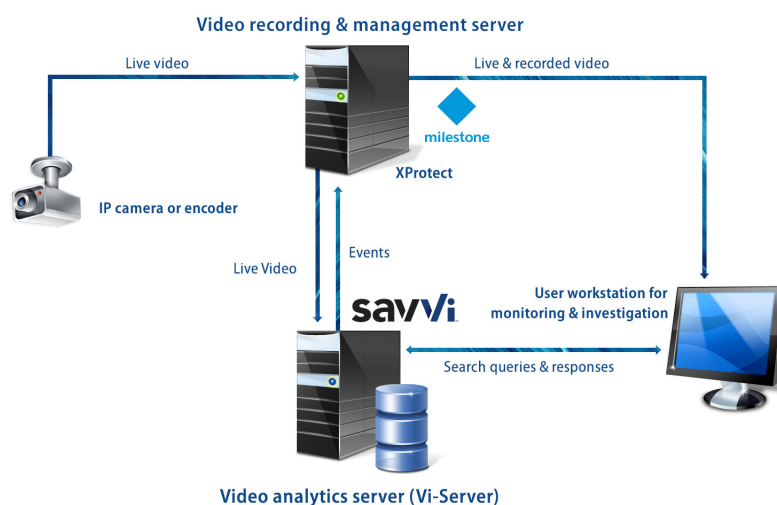 Video recording & management server
Live video
Live & recorded video
milestone
XProtect
IP camera or encoder
Events
Live Video
savvi
User workstation for
monitoring & investigation
Search queries & responses
Video analytics server (Vi-Server)